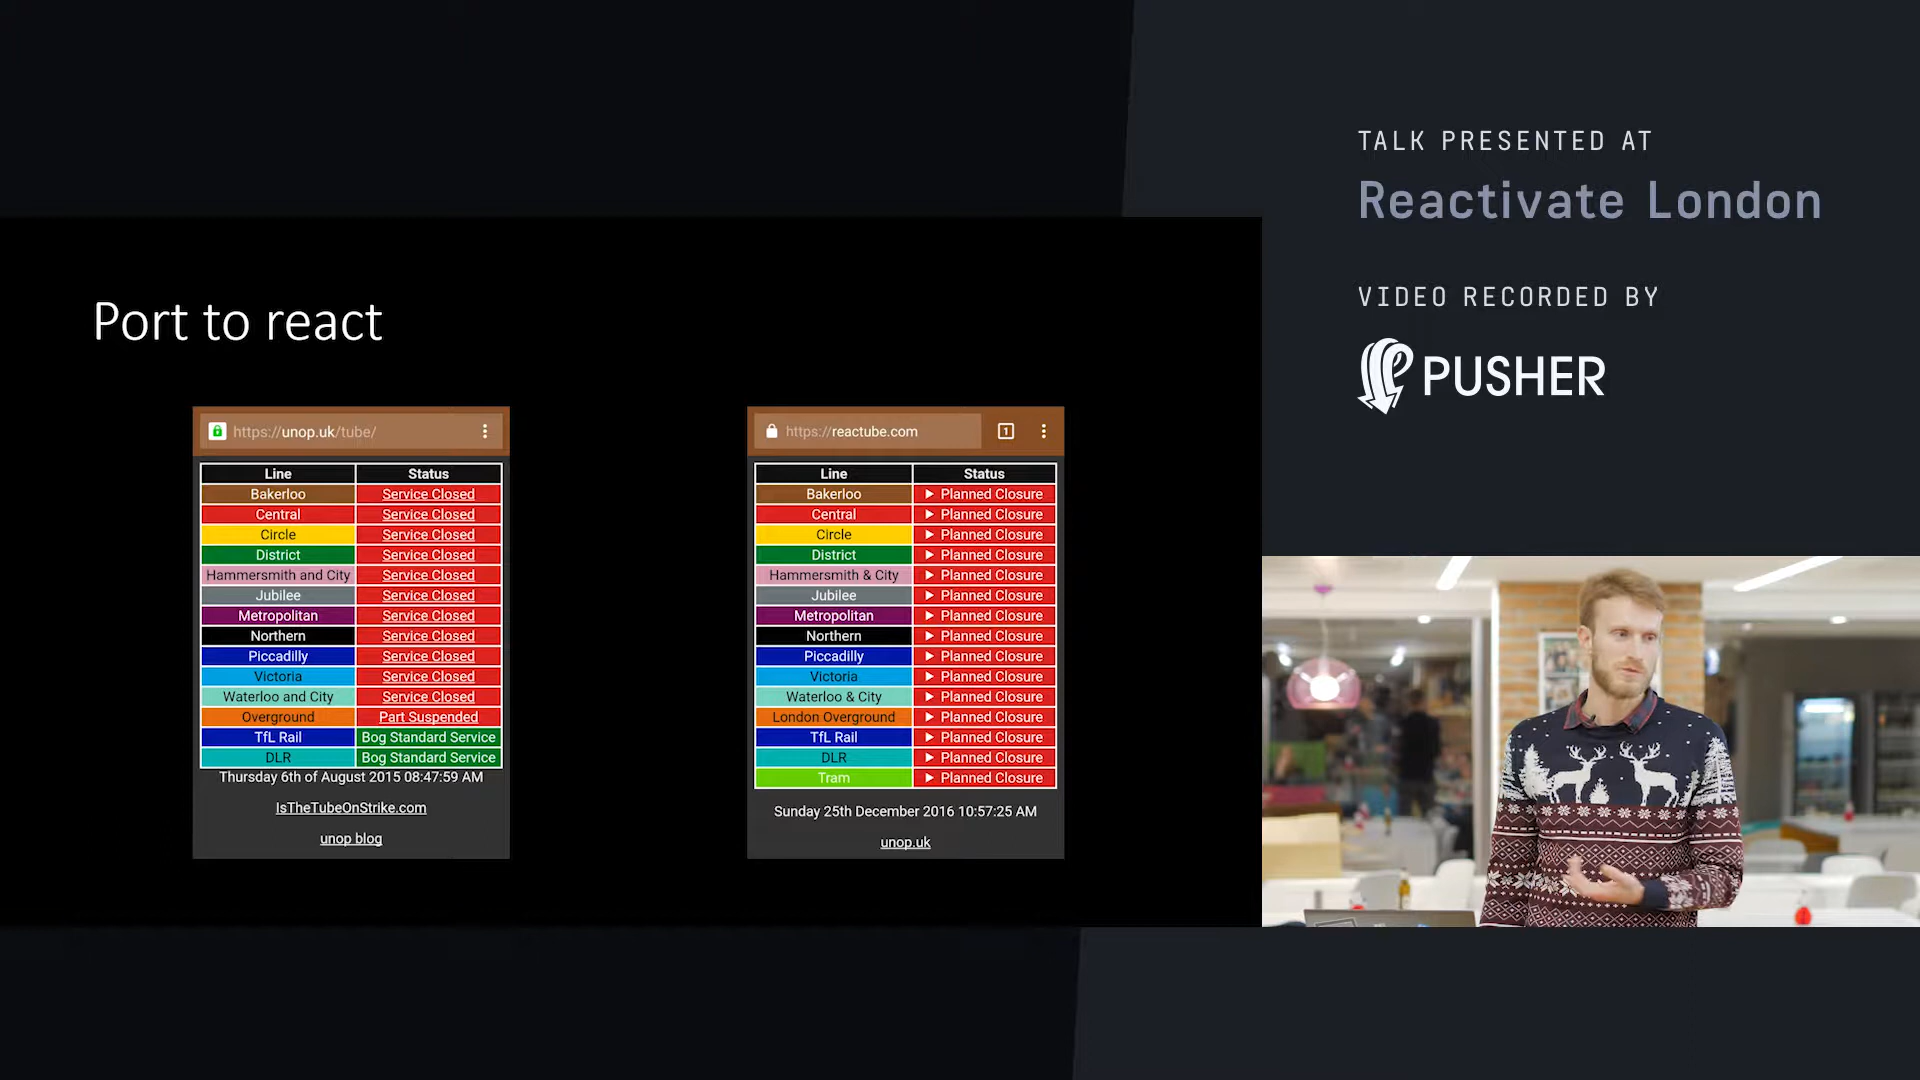 TALK PRESENTED AT
Reactivate London
VIDEO RECORDED BY
PUSHER
Port to react
https://unop.uk/tube/
Line Status
Bakerloo Service Closed
Central Service Closed
Circle Service Closed
District Service Closed
Hammersmith and City Service Closed
Jubilee Service Closed
Metropolitan Service Closed
Northern Service Closed
Piccadilly Service Closed
Victoria Service Closed
Waterloo and City Service Closed
Overground Part Suspended
TfL Rail Bog Standard Service
DLR Bog Standard Service
Thursday 6th of August 2015 08:47:59 AM
IsTheTubeOnStrike.com
unop blog
https://reactube.com 1
Line Status
Bakerloo ▶ Planned Closure
Central ▶ Planned Closure
Circle ▶ Planned Closure
District ▶ Planned Closure
Hammersmith & City ▶ Planned Closure
Jubilee ▶ Planned Closure
Metropolitan ▶ Planned Closure
Northern ▶ Planned Closure
Piccadilly ▶ Planned Closure
Victoria ▶ Planned Closure
Waterloo & City ▶ Planned Closure
London Overground ▶ Planned Closure
TfL Rail ▶ Planned Closure
DLR ▶ Planned Closure
Tram ▶ Planned Closure
Sunday 25th December 2016 10:57:25 AM
unop.uk